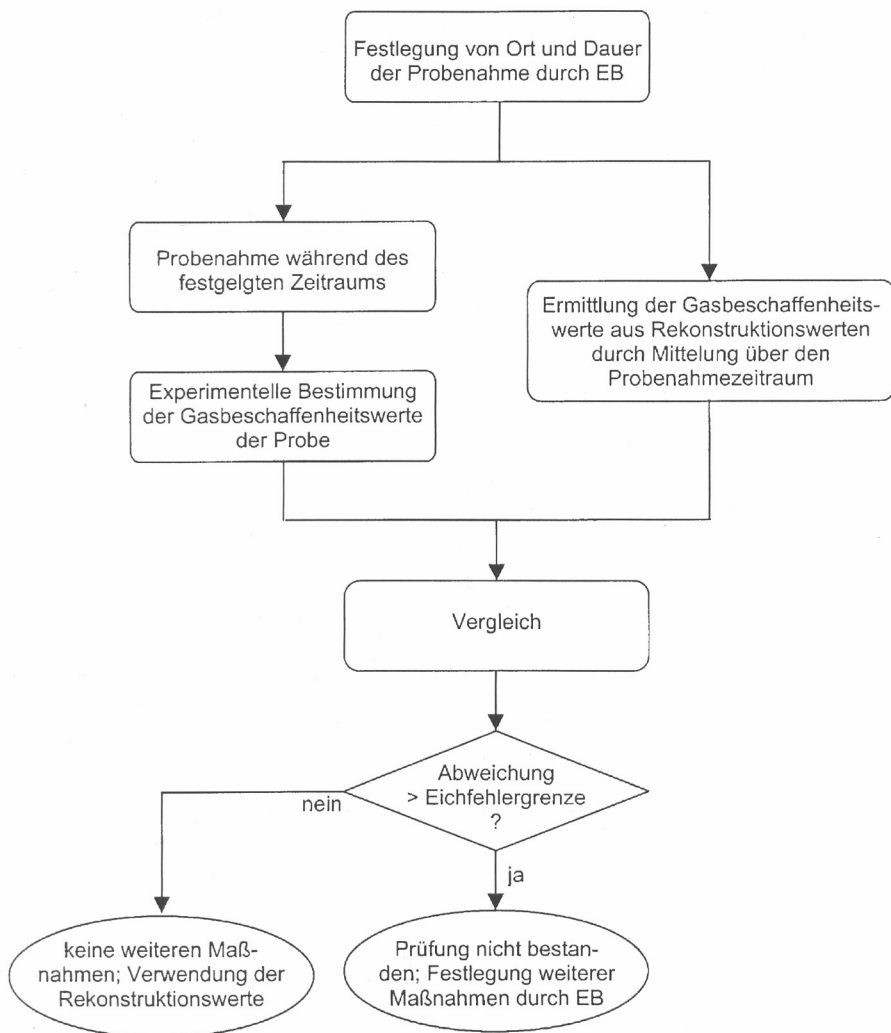 Festlegung von Ort und Dauer
der Probenahme durch EB
Probenahme während des
festgelgten Zeitraums
Experimentelle Bestimmung
der Gasbeschaffenheitswerte
der Probe
Ermittlung der Gasbeschaffenheits-
werte aus Rekonstruktionswerten
durch Mittelung über den
Probenahmezeitraum
Vergleich
Abweichung
> Eichfehlergrenze
?
nein
ja
keine weiteren Maß-
nahmen; Verwendung der
Rekonstruktionswerte
Prüfung nicht bestan-
den; Festlegung weiterer
Maßnahmen durch EB